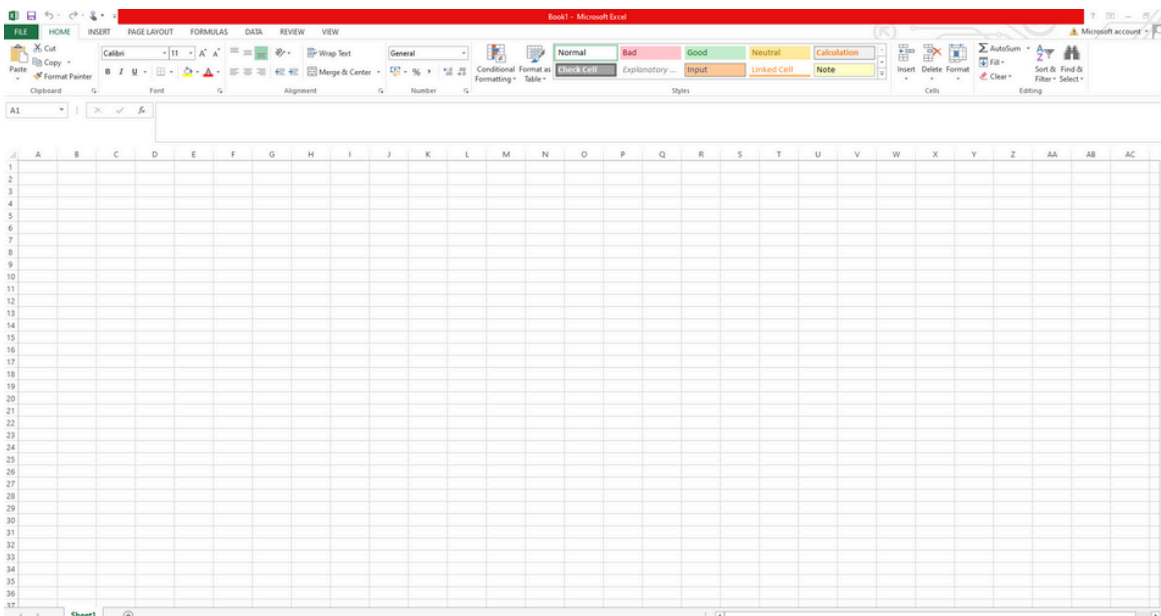 Book1 - Microsoft Excel ?
FILE HOME INSERT PAGE LAYOUT FORMULAS DATA REVIEW VIEW Microsoft account
Cut
Copy
Paste
Format Painter
Clipboard
Calibri 11
B I U
Font
Wrap Text
Merge & Center
Alignment
General
% ,
Number
Conditional Formatting
Format as Table
Normal Bad Good Neutral Calculation
Check Cell Explanatory ... Input Linked Cell Note
Styles
Insert Delete Format
Cells
AutoSum
Fill
Clear
Sort & Filter
Find & Select
Editing
A1 fx
A B C D E F G H I J K L M N O P Q R S T U V W X Y Z AA AB AC
1
2
3
4
5
6
7
8
9
10
11
12
13
14
15
16
17
18
19
20
21
22
23
24
25
26
27
28
29
30
31
32
33
34
35
36
37
Sheet1